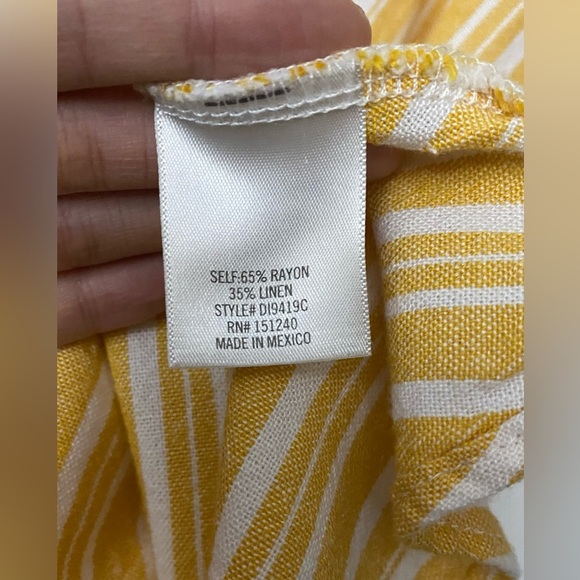 SELF:65% RAYON
35% LINEN
STYLE# DI9419C
RN# 151240
MADE IN MEXICO